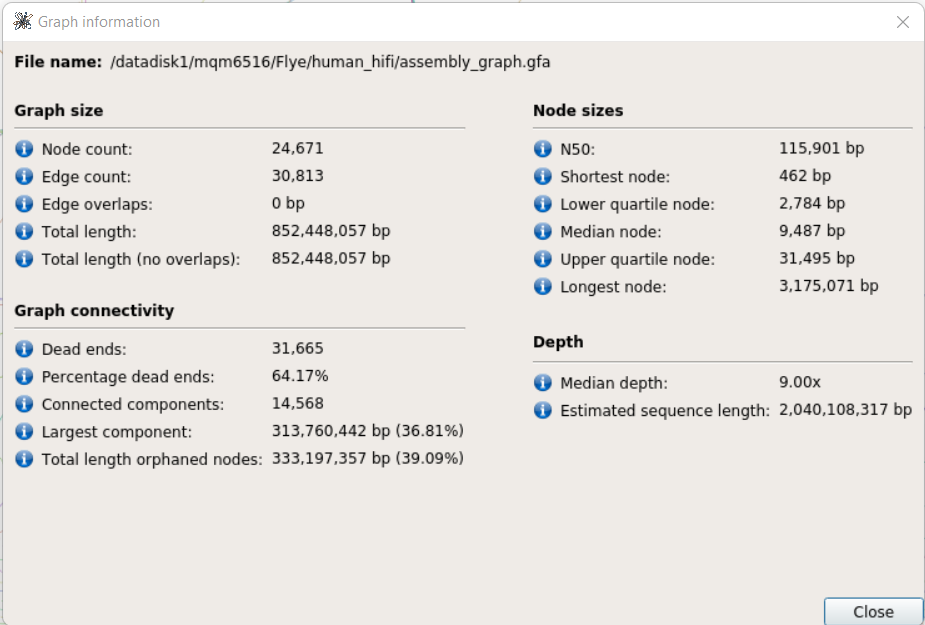 Graph information
File name: /datadisk1/mqm6516/Flye/human_hifi/assembly_graph.gfa
Graph size
Node count: 24,671
Edge count: 30,813
Edge overlaps: 0 bp
Total length: 852,448,057 bp
Total length (no overlaps): 852,448,057 bp
Graph connectivity
Dead ends: 31,665
Percentage dead ends: 64.17%
Connected components: 14,568
Largest component: 313,760,442 bp (36.81%)
Total length orphaned nodes: 333,197,357 bp (39.09%)
Node sizes
N50: 115,901 bp
Shortest node: 462 bp
Lower quartile node: 2,784 bp
Median node: 9,487 bp
Upper quartile node: 31,495 bp
Longest node: 3,175,071 bp
Depth
Median depth: 9.00x
Estimated sequence length: 2,040,108,317 bp
Close